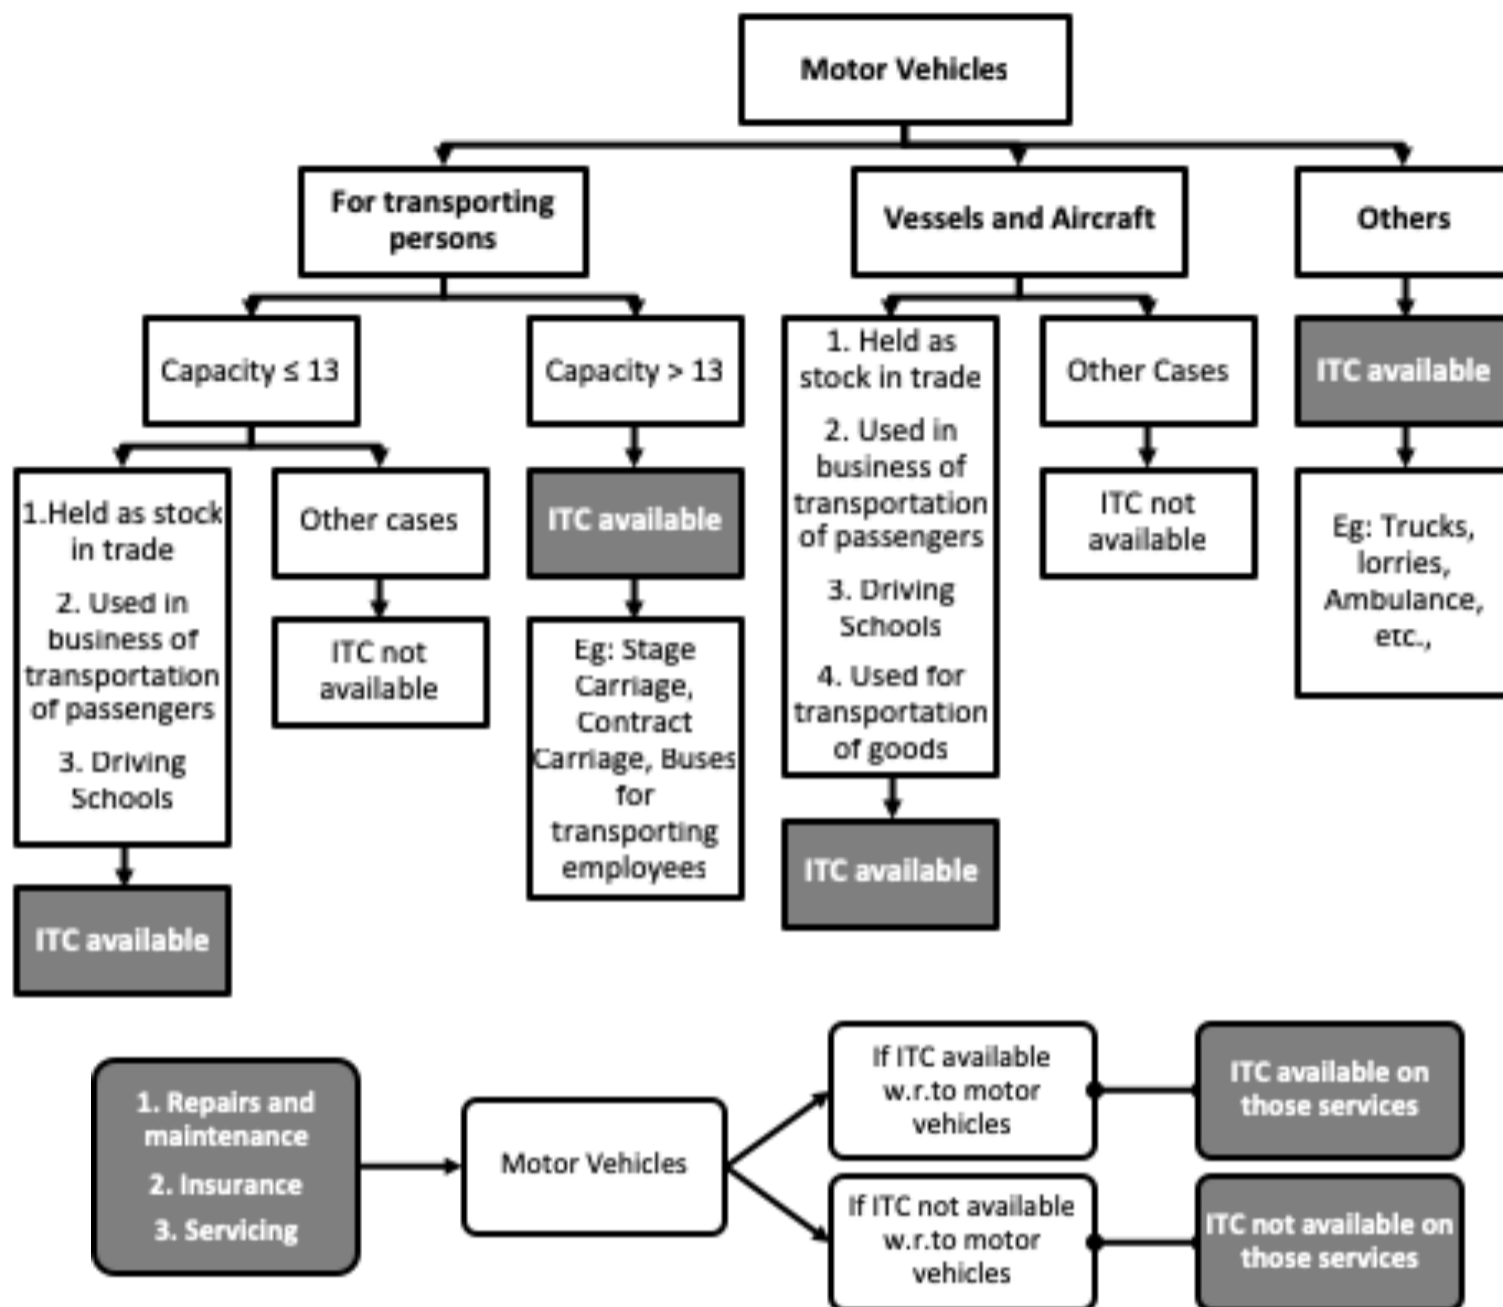 Motor Vehicles
For transporting
persons
Vessels and Aircraft
Others
Capacity ≤ 13
Capacity > 13
1. Held as
stock in trade
2. Used in
business of
transportation
of passengers
3. Driving
Schools
4. Used for
transportation
of goods
Other Cases
ITC available
1.Held as stock
in trade
2. Used in
business of
transportation
of passengers
3. Driving
Schools
Other cases
ITC available
ITC not
available
Eg: Trucks,
lorries,
Ambulance,
etc.,
ITC not
available
Eg: Stage
Carriage,
Contract
Carriage, Buses
for
transporting
employees
ITC available
ITC available
1. Repairs and
maintenance
2. Insurance
3. Servicing
Motor Vehicles
If ITC available
w.r.to motor
vehicles
ITC available on
those services
If ITC not available
w.r.to motor
vehicles
ITC not available on
those services